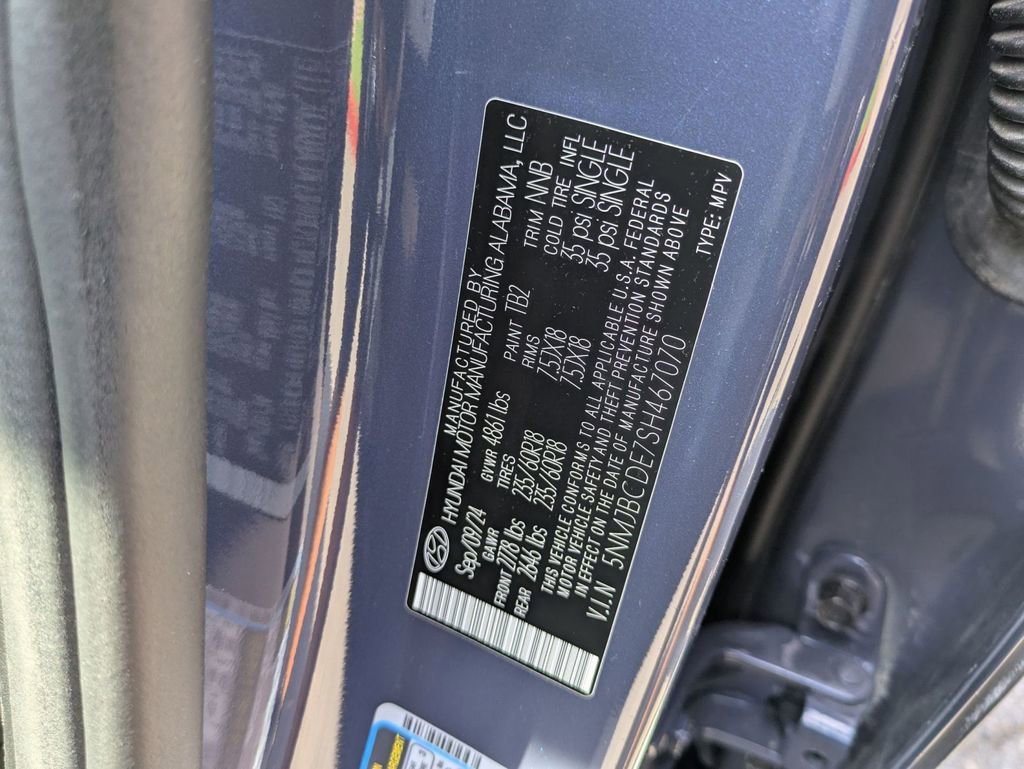 MANUFACTURED BY
HYUNDAI MOTOR MANUFACTURING ALABAMA, LLC
Sep/09/24 GVWR 4861 lbs PAINT TB2 TRIM NNB
GAWR TIRES RIMS COLD TIRE INFL
FRONT 2778 lbs 235/60R18 7.5JX18 35 psi, SINGLE
REAR 2646 lbs 235/60R18 7.5JX18 35 psi, SINGLE
THIS VEHICLE CONFORMS TO ALL APPLICABLE U.S.A. FEDERAL
MOTOR VEHICLE SAFETY AND THEFT PREVENTION STANDARDS
IN EFFECT ON THE DATE OF MANUFACTURE SHOWN ABOVE
V.I.N 5NMJBCDE7SH467070 TYPE: MPV